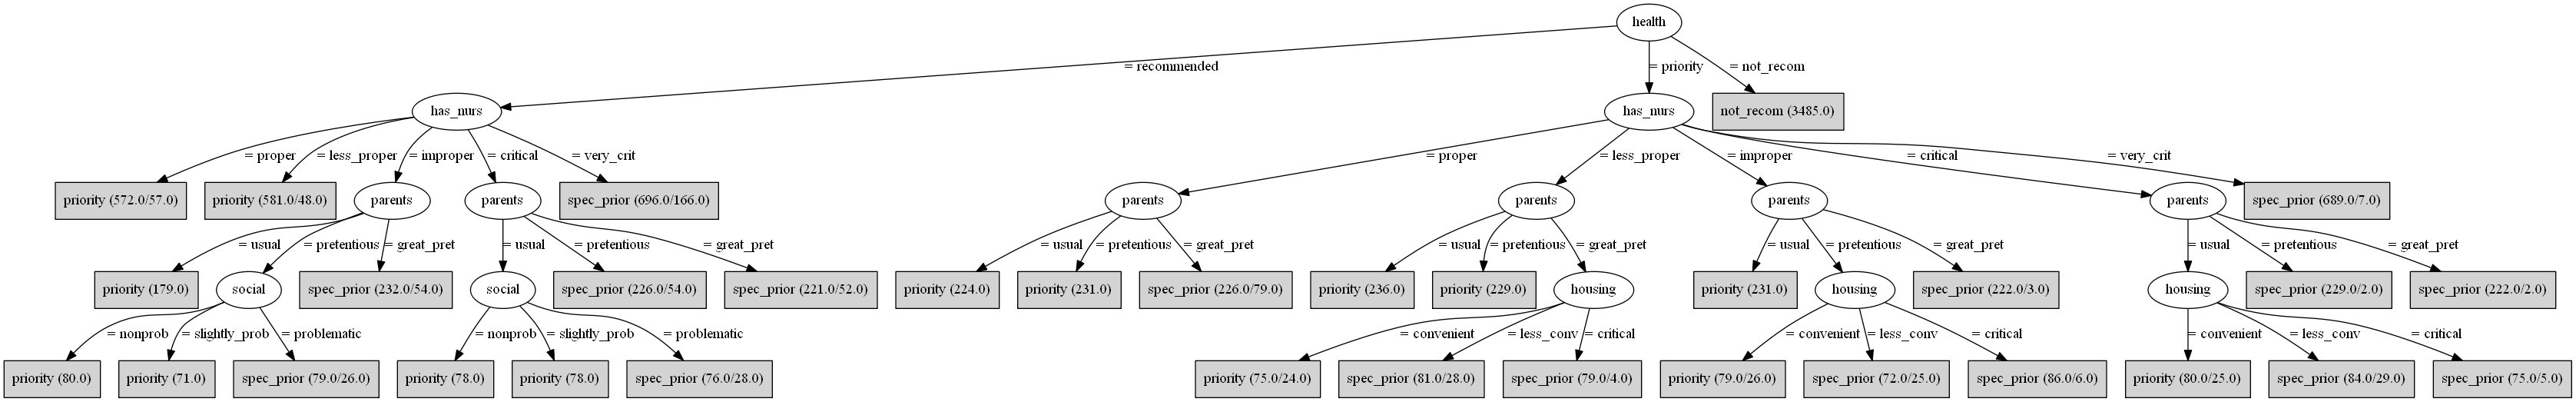 health
= recommended
= priority
= not_recom
has_nurs
has_nurs
not_recom (3485.0)
= proper
= less_proper
= improper
= critical
= very_crit
= proper
= less_proper
= improper
= critical
= very_crit
priority (572.0/57.0)
priority (581.0/48.0)
parents
parents
spec_prior (696.0/166.0)
parents
parents
parents
parents
spec_prior (689.0/7.0)
= usual
= pretentious
= great_pret
= usual
= pretentious
= great_pret
= usual
= pretentious
= great_pret
= usual
= pretentious
= great_pret
= usual
= pretentious
= great_pret
= usual
= pretentious
= great_pret
priority (179.0)
social
spec_prior (232.0/54.0)
social
spec_prior (226.0/54.0)
spec_prior (221.0/52.0)
priority (224.0)
priority (231.0)
spec_prior (226.0/79.0)
priority (236.0)
priority (229.0)
housing
priority (231.0)
housing
spec_prior (222.0/3.0)
housing
spec_prior (229.0/2.0)
spec_prior (222.0/2.0)
= nonprob
= slightly_prob
= problematic
= nonprob
= slightly_prob
= problematic
= convenient
= less_conv
= critical
= convenient
= less_conv
= critical
= convenient
= less_conv
= critical
priority (80.0)
priority (71.0)
spec_prior (79.0/26.0)
priority (78.0)
priority (78.0)
spec_prior (76.0/28.0)
priority (75.0/24.0)
spec_prior (81.0/28.0)
spec_prior (79.0/4.0)
priority (79.0/26.0)
spec_prior (72.0/25.0)
spec_prior (86.0/6.0)
priority (80.0/25.0)
spec_prior (84.0/29.0)
spec_prior (75.0/5.0)